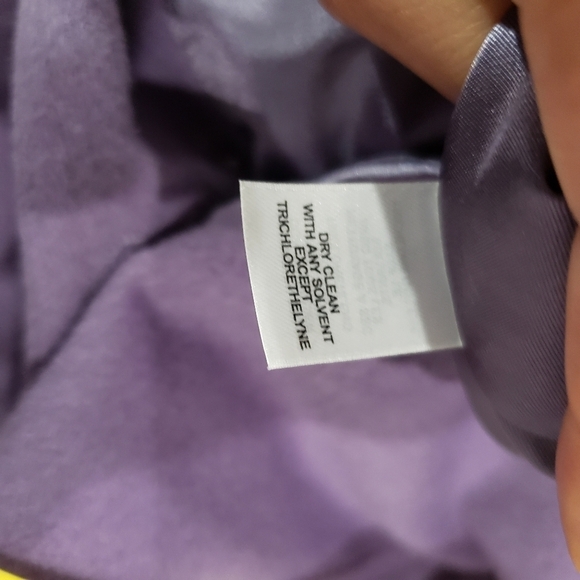 DRY CLEAN
WITH ANY SOLVENT
EXCEPT
TRICHLORETHELYNE